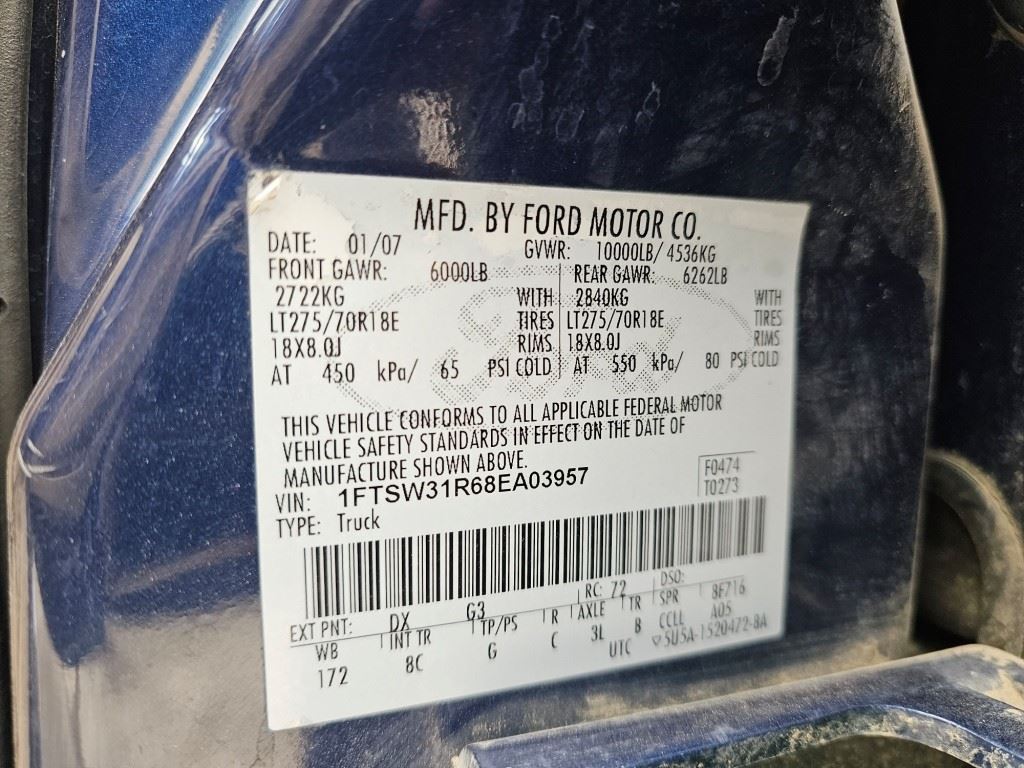 MFD. BY FORD MOTOR CO.
DATE: 01/07 GVWR: 10000LB/ 4536KG
FRONT GAWR: 6000LB REAR GAWR: 6262LB
2722KG WITH 2840KG WITH
LT275/70R18E TIRES LT275/70R18E TIRES
18X8.0J RIMS 18X8.0J RIMS
AT 450 kPa/ 65 PSI COLD AT 550 kPa/ 80 PSI COLD
THIS VEHICLE CONFORMS TO ALL APPLICABLE FEDERAL MOTOR
VEHICLE SAFETY STANDARDS IN EFFECT ON THE DATE OF
MANUFACTURE SHOWN ABOVE.
VIN: 1FTSW31R68EA03957
F0474
T0273
TYPE: Truck
EXT PNT: DX G3 RC: 72 DSO:
WB INT TR TP/PS R AXLE TR SPR 8F716
172 8C G C 3L B CCLL A05
UTC 5U5A-1520472-BA